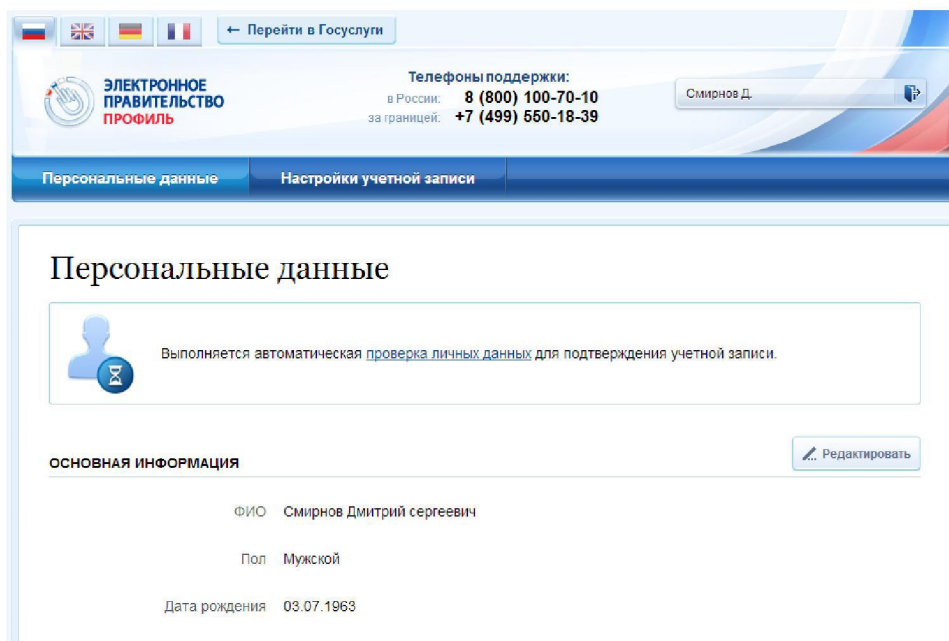 ← Перейти в Госуслуги
ЭЛЕКТРОННОЕ
ПРАВИТЕЛЬСТВО
ПРОФИЛЬ
Телефоны поддержки:
в России: 8 (800) 100-70-10
за границей: +7 (499) 550-18-39
Смирнов Д.
Персональные данные Настройки учетной записи
Персональные данные
Выполняется автоматическая проверка личных данных для подтверждения учетной записи.
ОСНОВНАЯ ИНФОРМАЦИЯ
Редактировать
ФИО Смирнов Дмитрий сергеевич
Пол Мужской
Дата рождения 03.07.1963